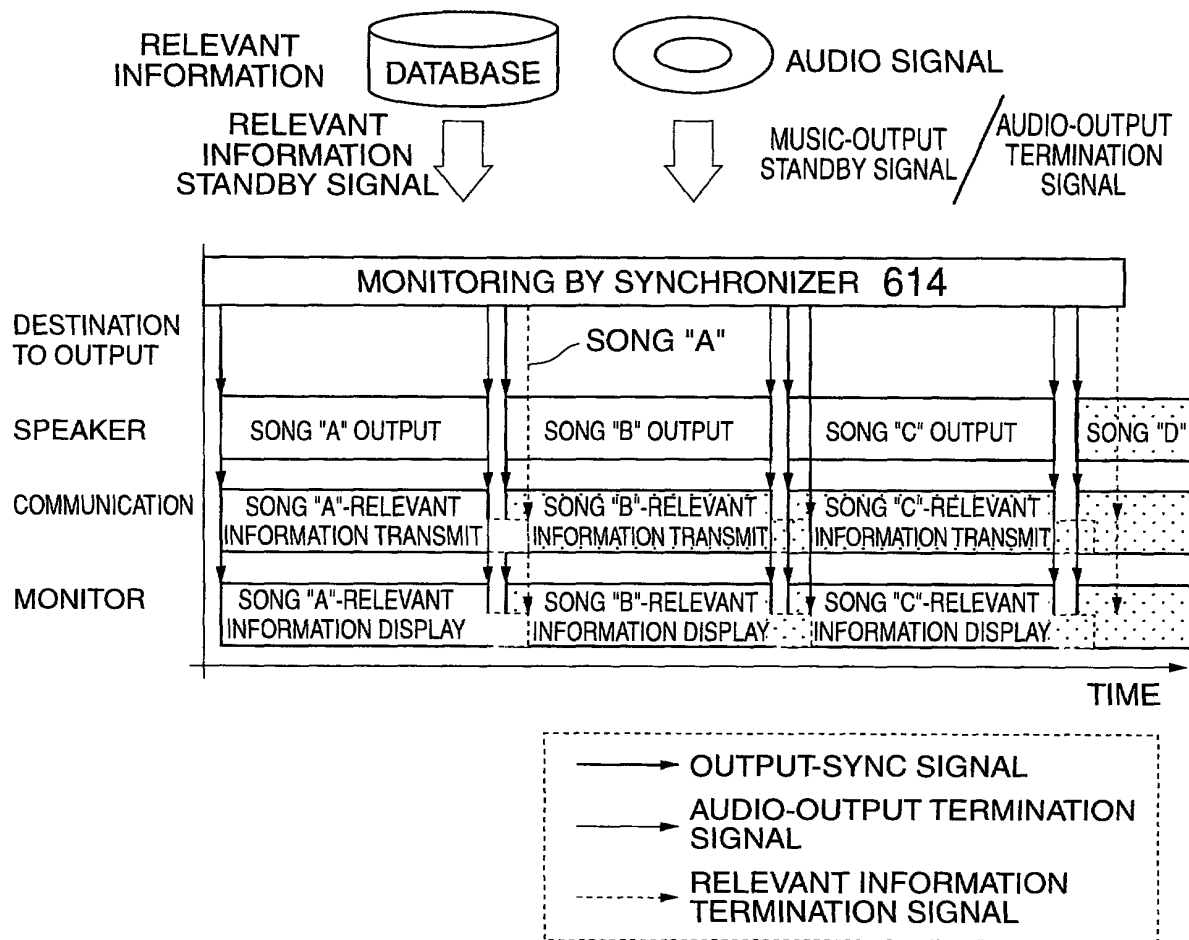 RELEVANT
INFORMATION
DATABASE
AUDIO SIGNAL
RELEVANT
INFORMATION
STANDBY SIGNAL
MUSIC-OUTPUT
STANDBY SIGNAL
AUDIO-OUTPUT
TERMINATION
SIGNAL
MONITORING BY SYNCHRONIZER 614
DESTINATION
TO OUTPUT
SONG "A"
SPEAKER
SONG "A" OUTPUT
SONG "B" OUTPUT
SONG "C" OUTPUT
SONG "D"
COMMUNICATION
SONG "A"-RELEVANT
INFORMATION TRANSMIT
SONG "B"-RELEVANT
INFORMATION TRANSMIT
SONG "C"-RELEVANT
INFORMATION TRANSMIT
MONITOR
SONG "A"-RELEVANT
INFORMATION DISPLAY
SONG "B"-RELEVANT
INFORMATION DISPLAY
SONG "C"-RELEVANT
INFORMATION DISPLAY
TIME
OUTPUT-SYNC SIGNAL
AUDIO-OUTPUT TERMINATION
SIGNAL
RELEVANT INFORMATION
TERMINATION SIGNAL